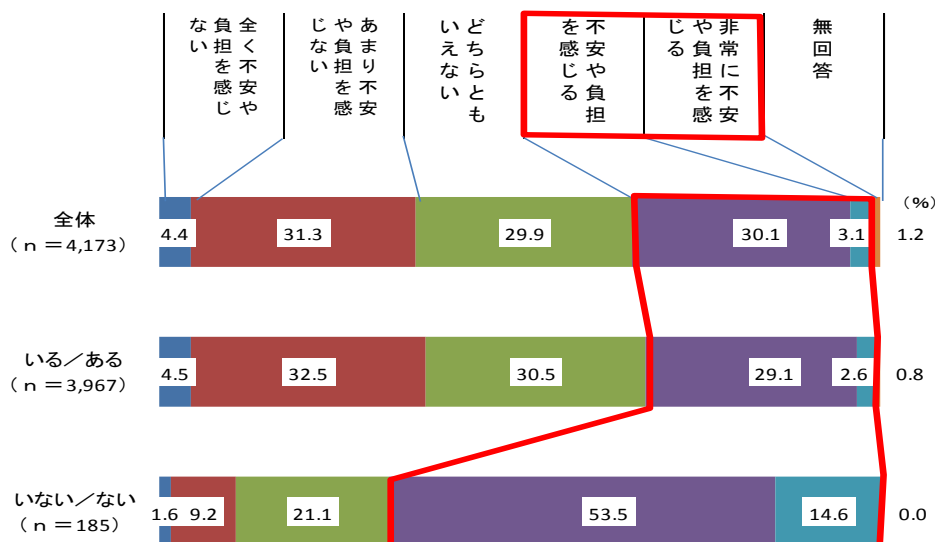 全く不安や
負担を感じ
ない
あまり不安
や負担を感
じない
どちらとも
いえない
不安や負担
を感じる
非常に不安
や負担を感
じる
無回答
(%)
全体
(n=4,173)
4.4
31.3
29.9
30.1
3.1
1.2
いる/ある
(n=3,967)
4.5
32.5
30.5
29.1
2.6
0.8
いない/ない
(n=185)
1.6
9.2
21.1
53.5
14.6
0.0